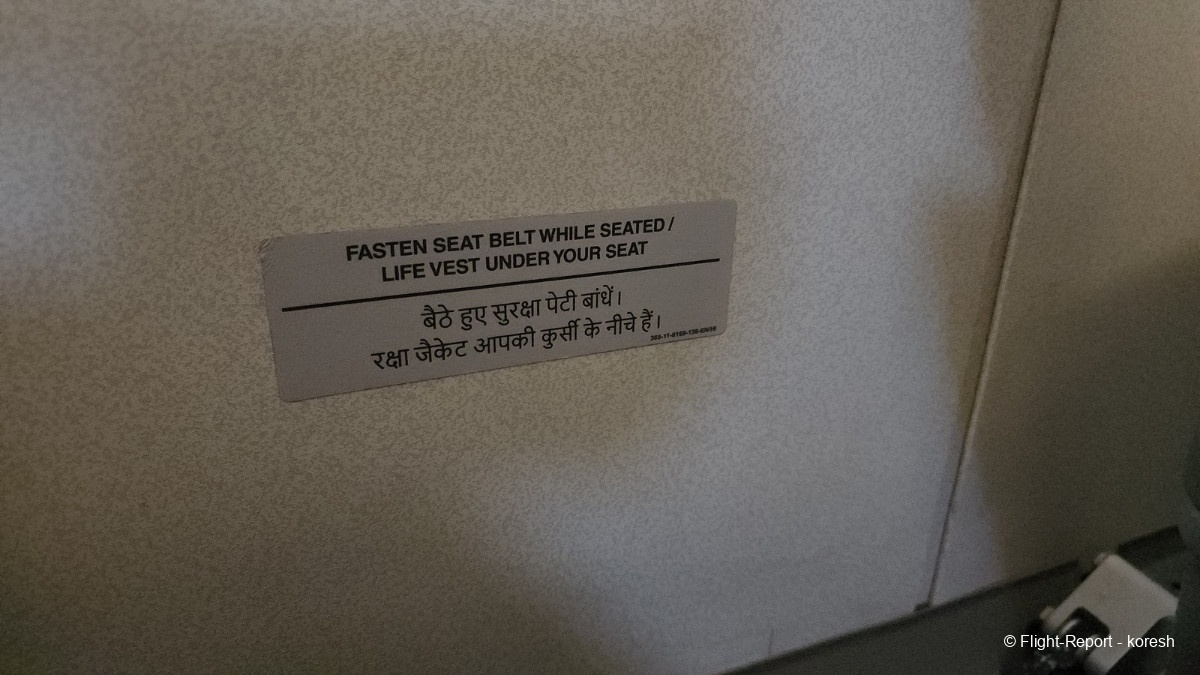 FASTEN SEAT BELT WHILE SEATED /
LIFE VEST UNDER YOUR SEAT
बैठे हुए सुरक्षा पेटी बांधें।
रक्षा जैकेट आपकी कुर्सी के नीचे हैं।
© Flight-Report - koresh